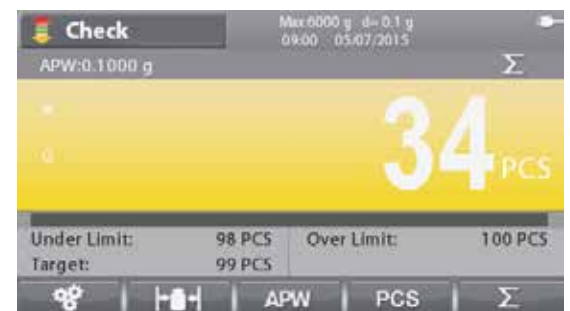 Check
Max:6000 g d=0.1 g
09:00 05/07/2015
APW:0.1000 g
Σ
34 PCS
Under Limit: 98 PCS Over Limit: 100 PCS
Target: 99 PCS
APW PCS Σ